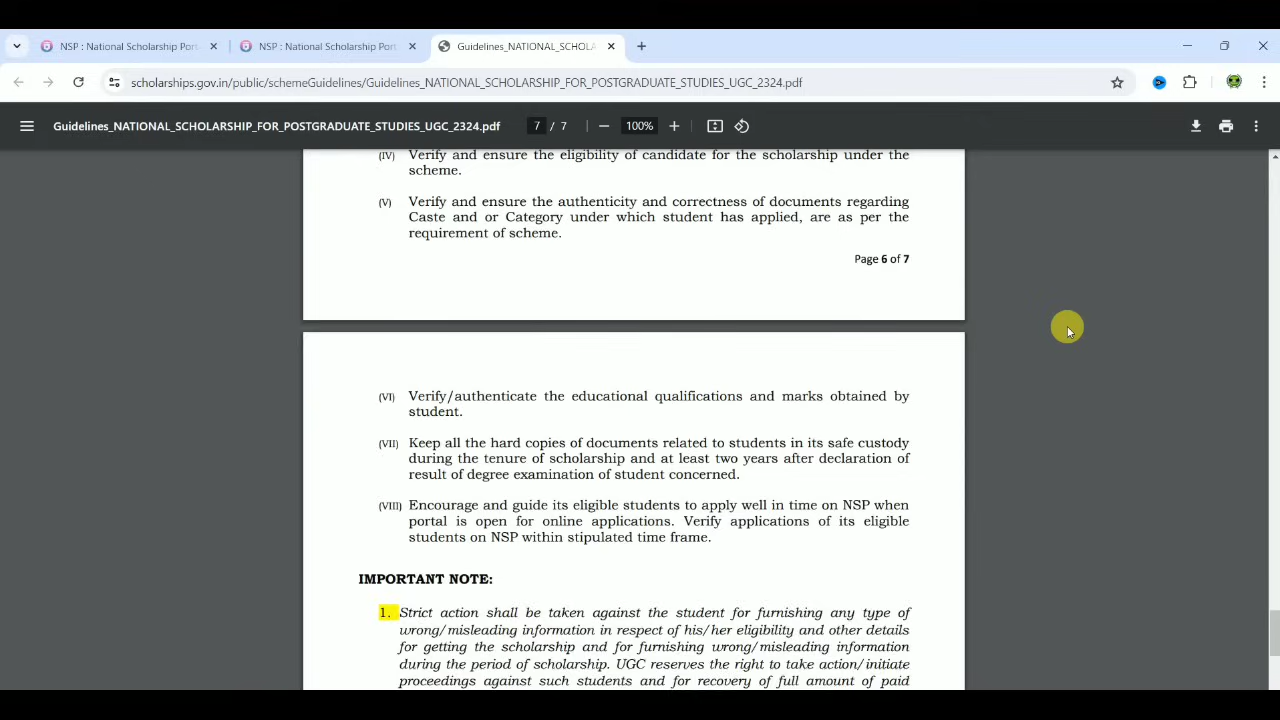 NSP : National Scholarship Port
NSP : National Scholarship Port
Guidelines_NATIONAL_SCHOLA
scholarships.gov.in/public/schemeGuidelines/Guidelines_NATIONAL_SCHOLARSHIP_FOR_POSTGRADUATE_STUDIES_UGC_2324.pdf
Guidelines_NATIONAL_SCHOLARSHIP_FOR_POSTGRADUATE_STUDIES_UGC_2324.pdf
7 / 7
100%
(IV) Verify and ensure the eligibility of candidate for the scholarship under the
scheme.
(V) Verify and ensure the authenticity and correctness of documents regarding
Caste and or Category under which student has applied, are as per the
requirement of scheme.
Page 6 of 7
(VI) Verify/authenticate the educational qualifications and marks obtained by
student.
(VII) Keep all the hard copies of documents related to students in its safe custody
during the tenure of scholarship and at least two years after declaration of
result of degree examination of student concerned.
(VIII) Encourage and guide its eligible students to apply well in time on NSP when
portal is open for online applications. Verify applications of its eligible
students on NSP within stipulated time frame.
IMPORTANT NOTE:
1. Strict action shall be taken against the student for furnishing any type of
wrong/misleading information in respect of his/her eligibility and other details
for getting the scholarship and for furnishing wrong/misleading information
during the period of scholarship. UGC reserves the right to take action/initiate
proceedings against such students and for recovery of full amount of paid